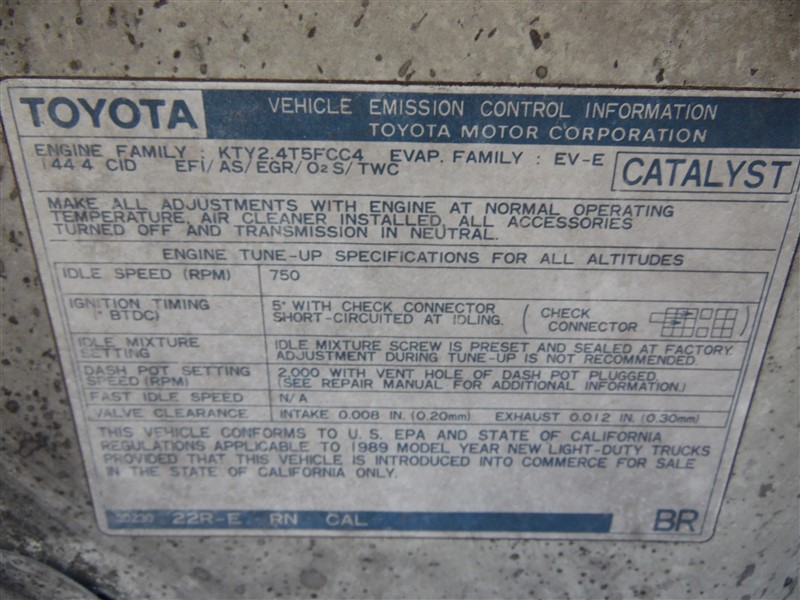 TOYOTA
VEHICLE EMISSION CONTROL INFORMATION
TOYOTA MOTOR CORPORATION
ENGINE FAMILY : KTY2.4T5FCC4 EVAP. FAMILY : EV-E
144.4 CID EFI/AS/EGR/O2S/TWC
CATALYST
MAKE ALL ADJUSTMENTS WITH ENGINE AT NORMAL OPERATING
TEMPERATURE, AIR CLEANER INSTALLED, ALL ACCESSORIES
TURNED OFF AND TRANSMISSION IN NEUTRAL.
ENGINE TUNE-UP SPECIFICATIONS FOR ALL ALTITUDES
IDLE SPEED (RPM) 750
IGNITION TIMING
(° BTDC)
5° WITH CHECK CONNECTOR
SHORT-CIRCUITED AT IDLING.
( CHECK
CONNECTOR )
IDLE MIXTURE
SETTING
IDLE MIXTURE SCREW IS PRESET AND SEALED AT FACTORY.
ADJUSTMENT DURING TUNE-UP IS NOT RECOMMENDED.
DASH POT SETTING
SPEED (RPM)
2,000 WITH VENT HOLE OF DASH POT PLUGGED.
(SEE REPAIR MANUAL FOR ADDITIONAL INFORMATION.)
FAST IDLE SPEED N/A
VALVE CLEARANCE INTAKE 0.008 IN. (0.20mm) EXHAUST 0.012 IN. (0.30mm)
THIS VEHICLE CONFORMS TO U.S. EPA AND STATE OF CALIFORNIA
REGULATIONS APPLICABLE TO 1989 MODEL YEAR NEW LIGHT-DUTY TRUCKS
PROVIDED THAT THIS VEHICLE IS INTRODUCED INTO COMMERCE FOR SALE
IN THE STATE OF CALIFORNIA ONLY.
22R-E RN CAL
BR